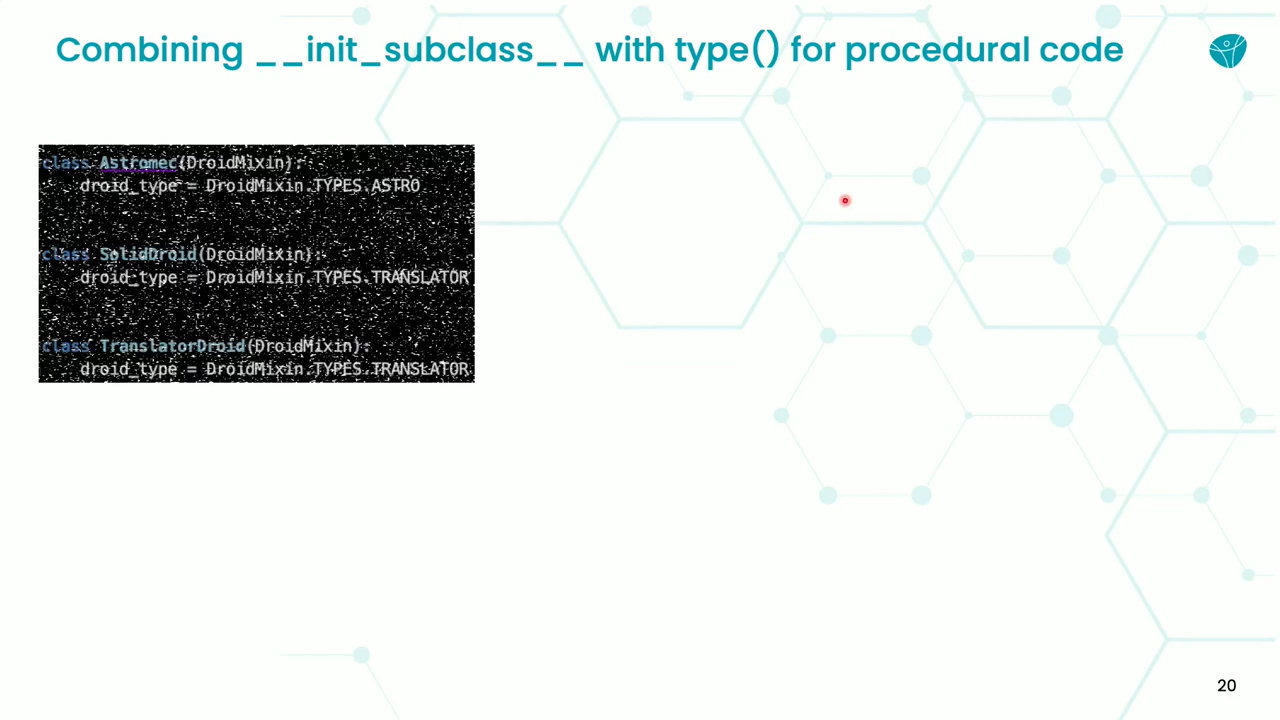 Combining __init_subclass__ with type() for procedural code
class Astromec(DroidMixin):
    droid_type = DroidMixin.TYPES.ASTRO
class SolidDroid(DroidMixin):
    droid_type = DroidMixin.TYPES.TRANSLATOR
class TranslatorDroid(DroidMixin):
    droid_type = DroidMixin.TYPES.TRANSLATOR
20